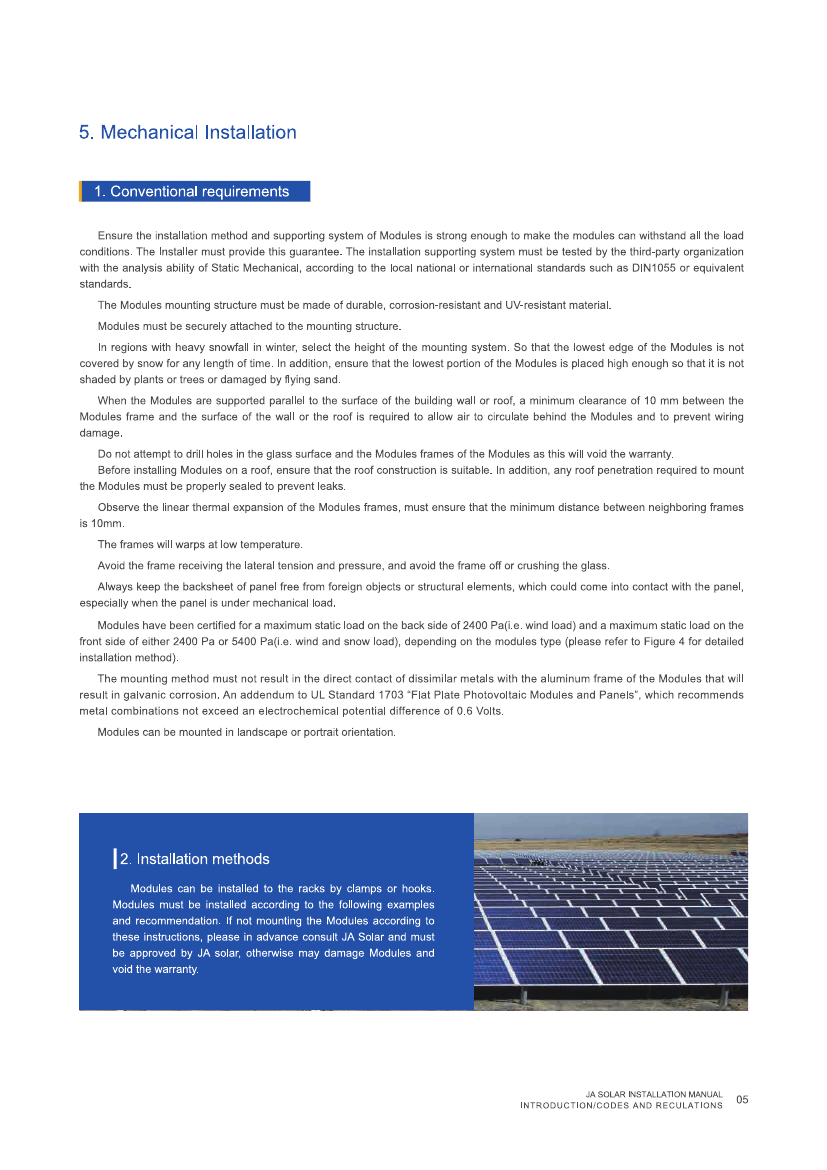 5. Mechanical Installation
1. Conventional requirements
Ensure the installation method and supporting system of Modules is strong enough to make the modules can withstand all the load
conditions. The Installer must provide this guarantee. The installation supporting system must be tested by the third-party organization
with the analysis ability of Static Mechanical, according to the local national or international standards such as DIN1055 or equivalent
standards.
The Modules mounting structure must be made of durable, corrosion-resistant and UV-resistant material.
Modules must be securely attached to the mounting structure.
In regions with heavy snowfall in winter, select the height of the mounting system. So that the lowest edge of the Modules is not
covered by snow for any length of time. In addition, ensure that the lowest portion of the Modules is placed high enough so that it is not
shaded by plants or trees or damaged by flying sand.
When the Modules are supported parallel to the surface of the building wall or roof, a minimum clearance of 10 mm between the
Modules frame and the surface of the wall or the roof is required to allow air to circulate behind the Modules and to prevent wiring
damage.
Do not attempt to drill holes in the glass surface and the Modules frames of the Modules as this will void the warranty.
Before installing Modules on a roof, ensure that the roof construction is suitable. In addition, any roof penetration required to mount
the Modules must be properly sealed to prevent leaks.
Observe the linear thermal expansion of the Modules frames, must ensure that the minimum distance between neighboring frames
is 10mm.
The frames will warps at low temperature.
Avoid the frame receiving the lateral tension and pressure, and avoid the frame off or crushing the glass.
Always keep the backsheet of panel free from foreign objects or structural elements, which could come into contact with the panel,
especially when the panel is under mechanical load.
Modules have been certified for a maximum static load on the back side of 2400 Pa(i.e. wind load) and a maximum static load on the
front side of either 2400 Pa or 5400 Pa(i.e. wind and snow load), depending on the modules type (please refer to Figure 4 for detailed
installation method).
The mounting method must not result in the direct contact of dissimilar metals with the aluminum frame of the Modules that will
result in galvanic corrosion. An addendum to UL Standard 1703 “Flat Plate Photovoltaic Modules and Panels”, which recommends
metal combinations not exceed an electrochemical potential difference of 0.6 Volts.
Modules can be mounted in landscape or portrait orientation.
2. Installation methods
Modules can be installed to the racks by clamps or hooks.
Modules must be installed according to the following examples
and recommendation. If not mounting the Modules according to
these instructions, please in advance consult JA Solar and must
be approved by JA solar, otherwise may damage Modules and
void the warranty.
JA SOLAR INSTALLATION MANUAL
INTRODUCTION/CODES AND RECULATIONS
05